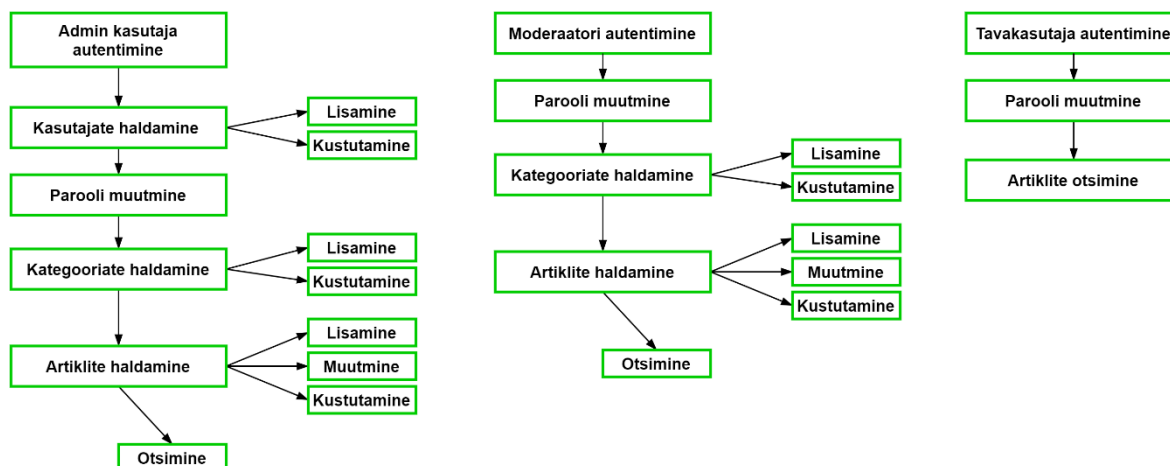 Admin kasutaja
autentimine
Kasutajate haldamine
Lisamine
Kustutamine
Parooli muutmine
Kategooriate haldamine
Lisamine
Kustutamine
Artiklite haldamine
Lisamine
Muutmine
Kustutamine
Otsimine
Moderaatori autentimine
Parooli muutmine
Kategooriate haldamine
Lisamine
Kustutamine
Artiklite haldamine
Lisamine
Muutmine
Kustutamine
Otsimine
Tavakasutaja autentimine
Parooli muutmine
Artiklite otsimine